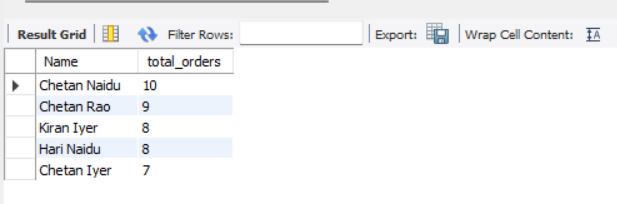 Result Grid Filter Rows: Export: Wrap Cell Content: IA
Name total_orders
Chetan Naidu 10
Chetan Rao 9
Kiran Iyer 8
Hari Naidu 8
Chetan Iyer 7